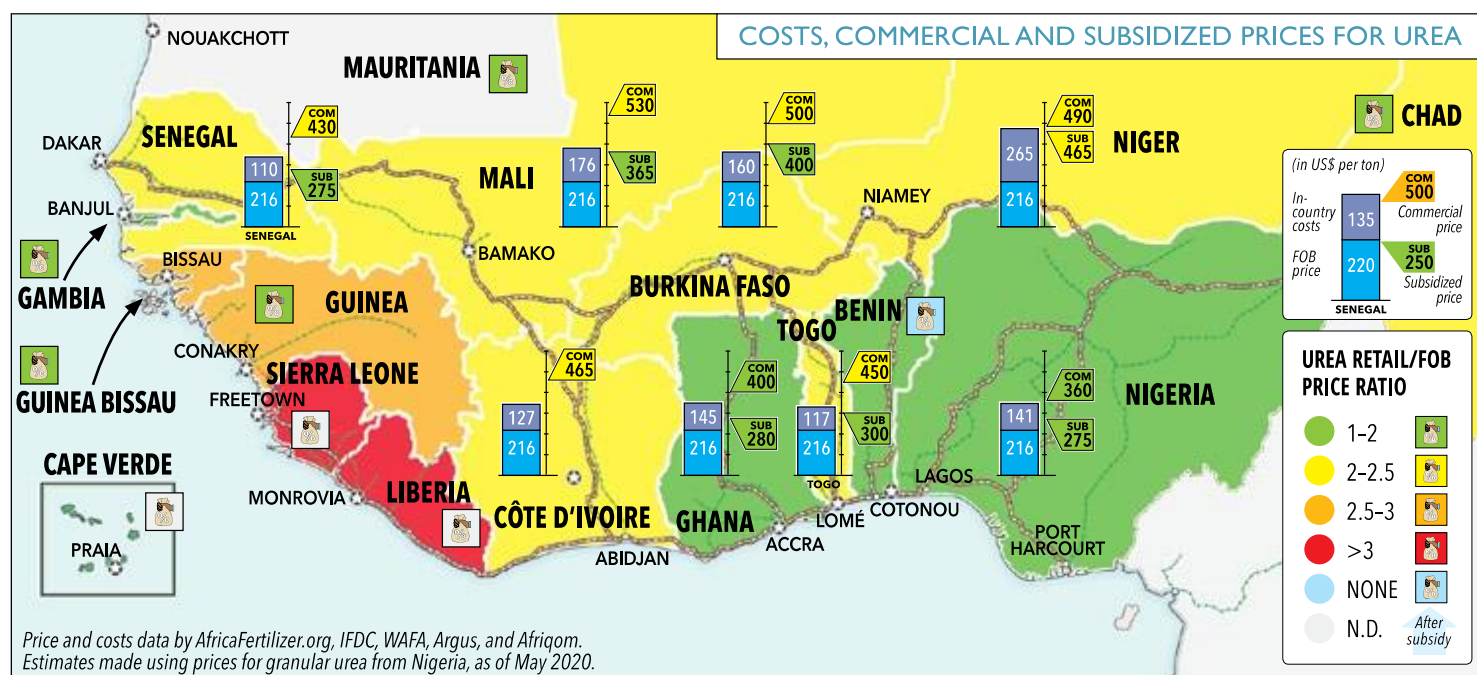 COSTS, COMMERCIAL AND SUBSIDIZED PRICES FOR UREA
NOUAKCHOTT
MAURITANIA
CHAD
SENEGAL
DAKAR
COM
430
110
SUB
275
216
SENEGAL
MALI
COM
530
176
SUB
365
216
COM
500
160
SUB
400
216
COM
490
SUB
465
265
216
NIGER
NIAMEY
BANJUL
BAMAKO
BISSAU
GAMBIA
GUINEA
BURKINA FASO
BENIN
TOGO
CONAKRY
GUINEA BISSAU
SIERRA LEONE
FREETOWN
COM
465
127
216
COM
400
145
SUB
280
216
COM
450
117
SUB
300
216
TOGO
COM
360
141
SUB
275
216
NIGERIA
CAPE VERDE
PRAIA
MONROVIA
LIBERIA
CÔTE D'IVOIRE
ABIDJAN
GHANA
ACCRA
LOMÉ
COTONOU
LAGOS
PORT
HARCOURT
(in US$ per ton)
COM
500
In-
country
costs
135
Commercial
price
FOB
price
220
SUB
250
Subsidized
price
SENEGAL
UREA RETAIL/FOB
PRICE RATIO
1–2
2–2.5
2.5–3
>3
NONE
N.D.
After
subsidy
Price and costs data by AfricaFertilizer.org, IFDC, WAFA, Argus, and Afriqom.
Estimates made using prices for granular urea from Nigeria, as of May 2020.